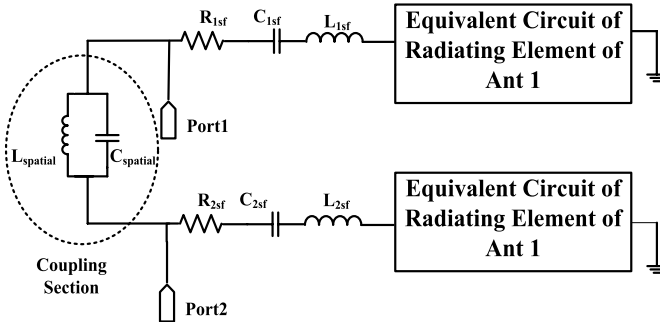 R1sf
C1sf
L1sf
Equivalent Circuit of
Radiating Element of
Ant 1
Port1
Lspatial
Cspatial
R2sf
C2sf
L2sf
Equivalent Circuit of
Radiating Element of
Ant 1
Coupling
Section
Port2